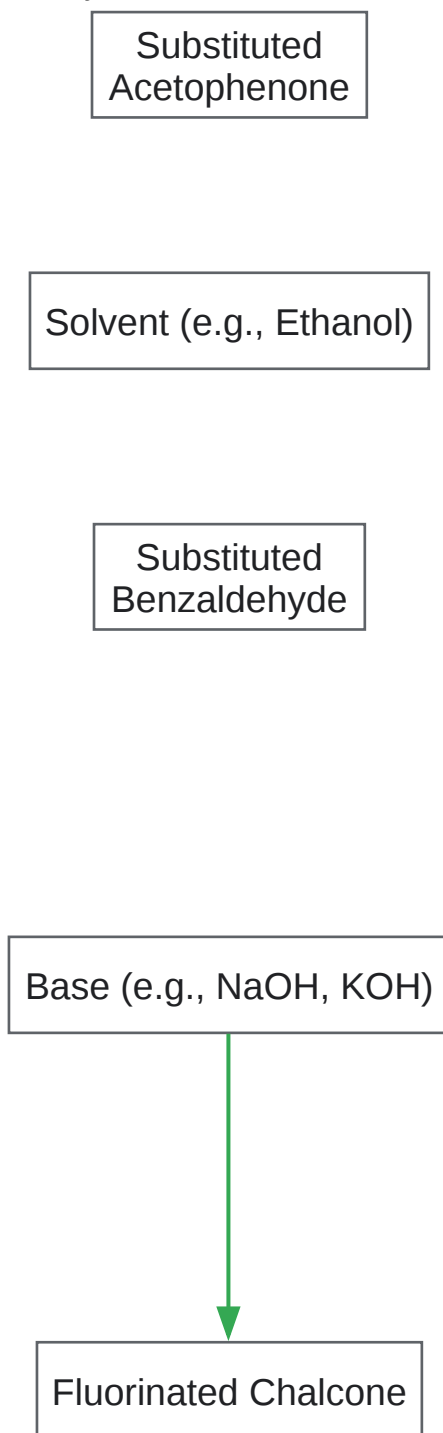 Substituted
Acetophenone
Solvent (e.g., Ethanol)
Substituted
Benzaldehyde
Base (e.g., NaOH, KOH)
Fluorinated Chalcone